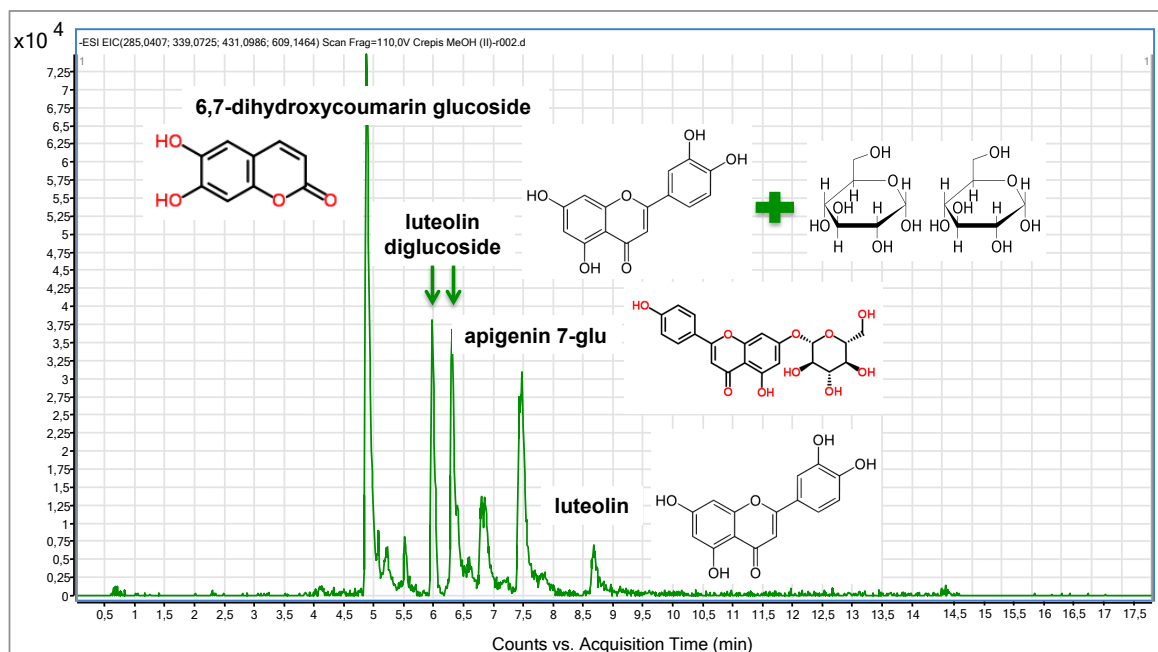 x10 4
-ESI EIC(285,0407; 339,0725; 431,0986; 609,1464) Scan Frag=110,0V Crepis MeOH (II)-r002.d
1
1
7,25
7
6,75
6,5
6,25
6
5,75
5,5
5,25
5
4,75
4,5
4,25
4
3,75
3,5
3,25
3
2,75
2,5
2,25
2
1,75
1,5
1,25
1
0,75
0,5
0,25
0
6,7-dihydroxycoumarin glucoside
HO
HO
O
O
luteolin
diglucoside
OH
OH
HO
O
OH
O
OH
H
H
O
H
HO
HO
H
OH
H
OH
OH
H
H
O
H
HO
HO
H
OH
H
OH
apigenin 7-glu
HO
O
O
OH
O
O
OH
HO
OH
OH
luteolin
OH
OH
HO
O
OH
O
0,5 1 1,5 2 2,5 3 3,5 4 4,5 5 5,5 6 6,5 7 7,5 8 8,5 9 9,5 10 10,5 11 11,5 12 12,5 13 13,5 14 14,5 15 15,5 16 16,5 17 17,5
Counts vs. Acquisition Time (min)